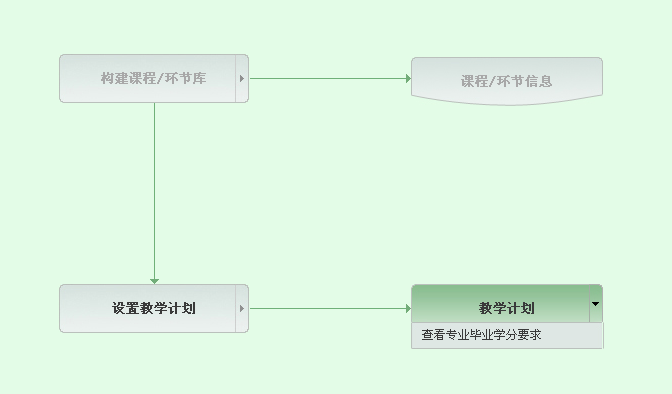 构建课程/环节库
课程/环节信息
设置教学计划
教学计划
查看专业毕业学分要求